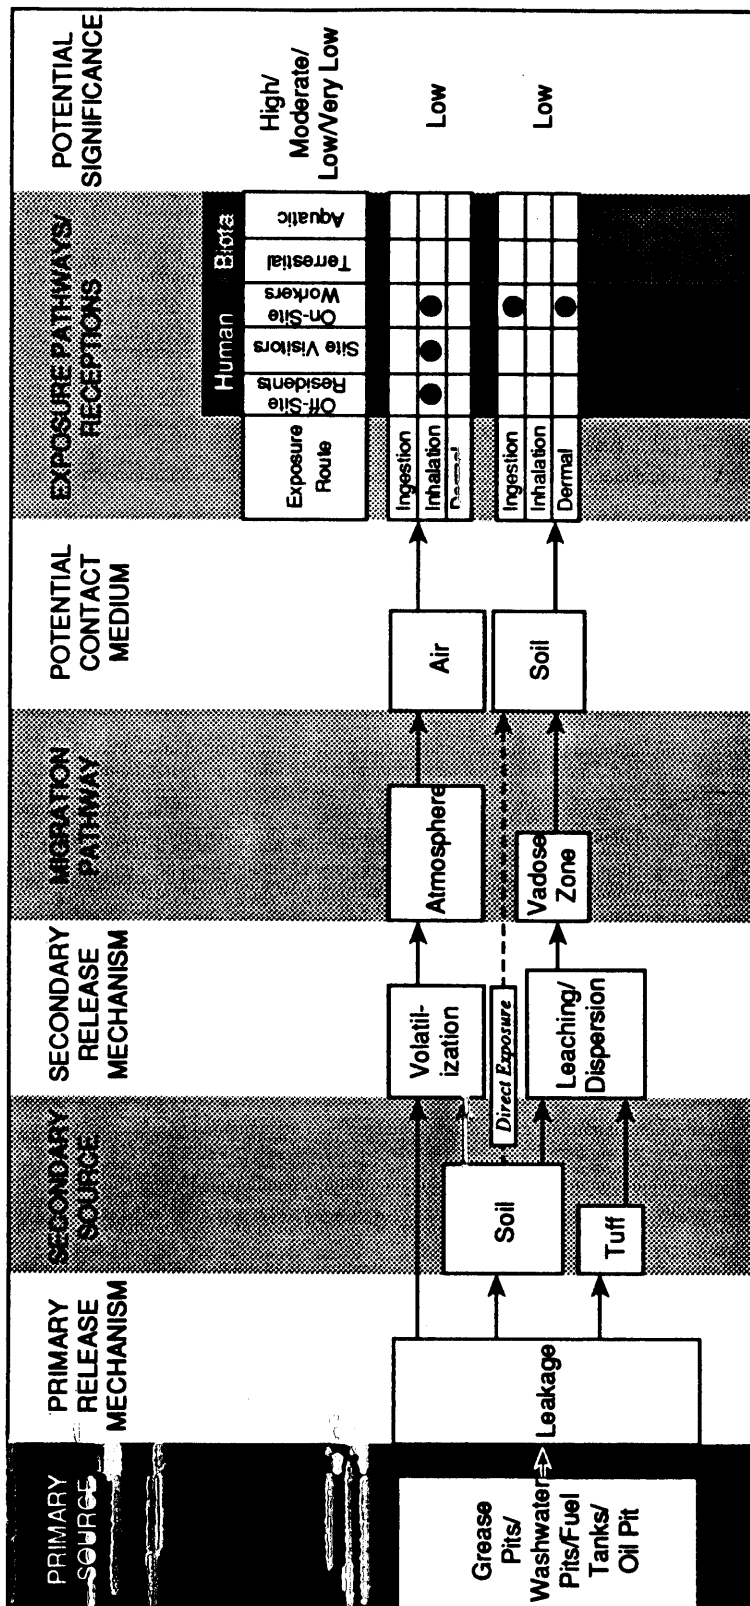 PRIMARY
SOURCE
PRIMARY
RELEASE
MECHANISM
SECONDARY
SOURCE
SECONDARY
RELEASE
MECHANISM
MIGRATION
PATHWAY
POTENTIAL
CONTACT
MEDIUM
EXPOSURE PATHWAYS/
RECEPTIONS
POTENTIAL
SIGNIFICANCE
Human
Biota
Exposure
Route
Off-Site
Residents
Site Visitors
On-Site
Workers
Terrestial
Aquatic
High/
Moderate/
Low/Very Low
Grease
Pits/
Washwater
Pits/Fuel
Tanks/
Oil Pit
Leakage
Soil
Tuff
Volatil-
ization
Direct Exposure
Leaching/
Dispersion
Atmosphere
Vadose
Zone
Air
Soil
Ingestion
Inhalation
Dermal
Low
Ingestion
Inhalation
Dermal
Low